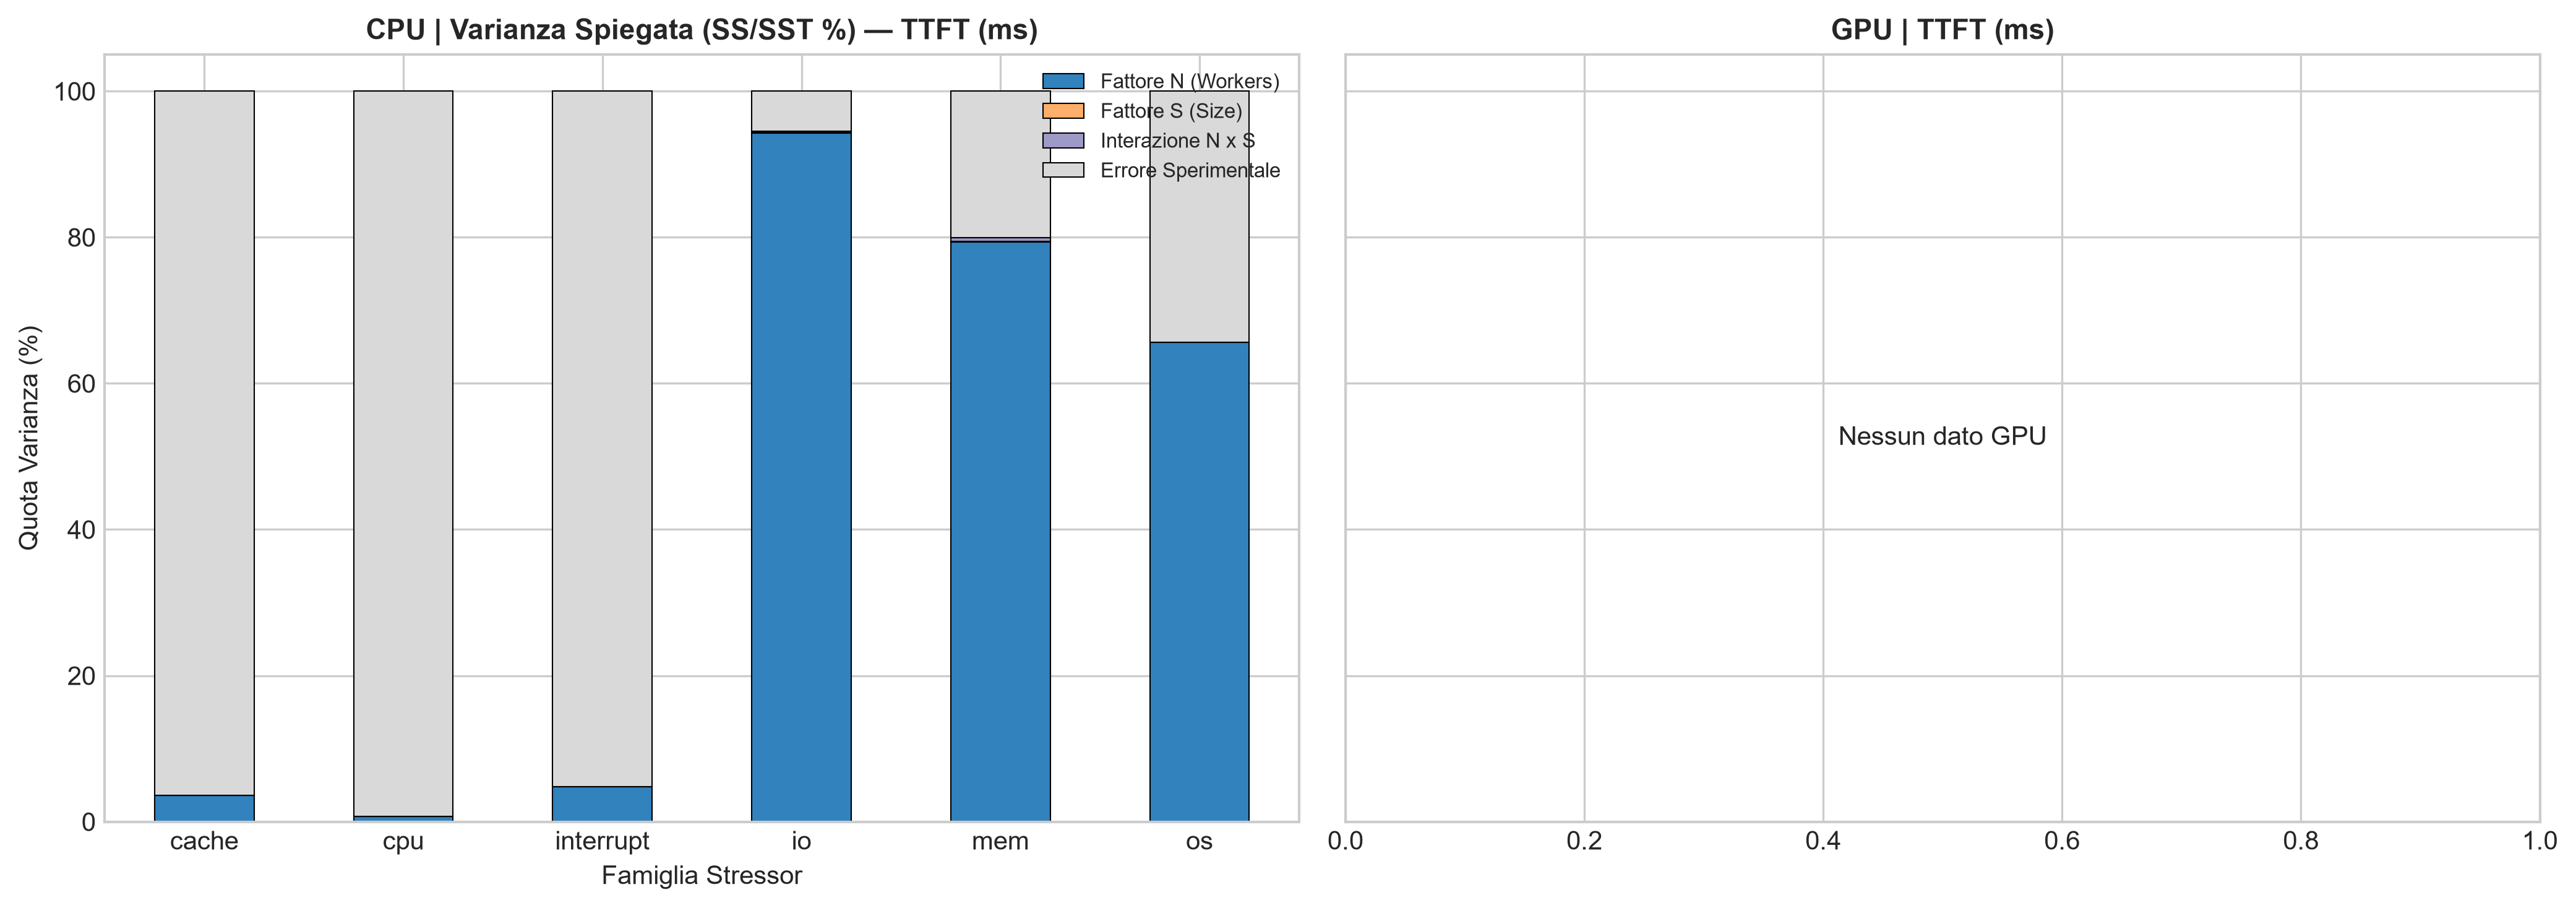 CPU | Varianza Spiegata (SS/SST %) — TTFT (ms)
Fattore N (Workers)
Fattore S (Size)
Interazione N x S
Errore Sperimentale
Quota Varianza (%)
100
80
60
40
20
0
cache cpu interrupt io mem os
Famiglia Stressor
GPU | TTFT (ms)
Nessun dato GPU
0.0 0.2 0.4 0.6 0.8 1.0